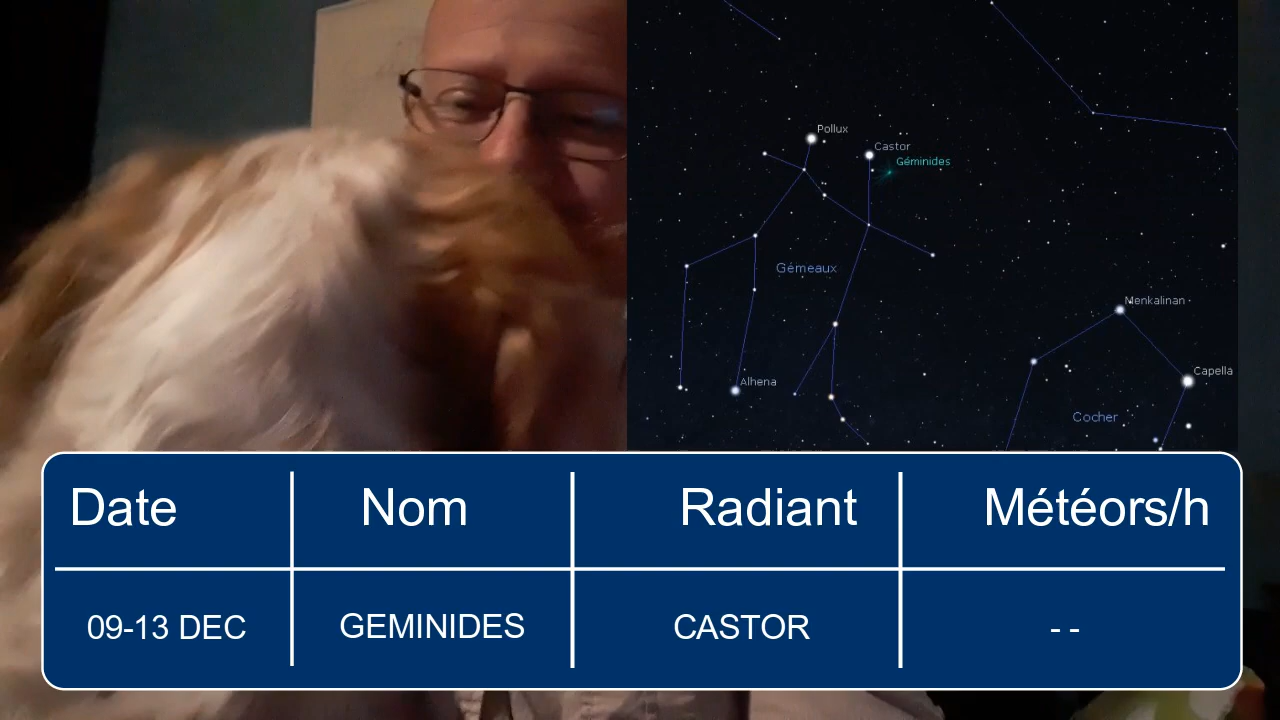 Pollux
Castor
Géminides
Gémeaux
Menkalinan
Alhena
Capella
Cocher
Date Nom Radiant Météors/h
09-13 DEC GEMINIDES CASTOR - -